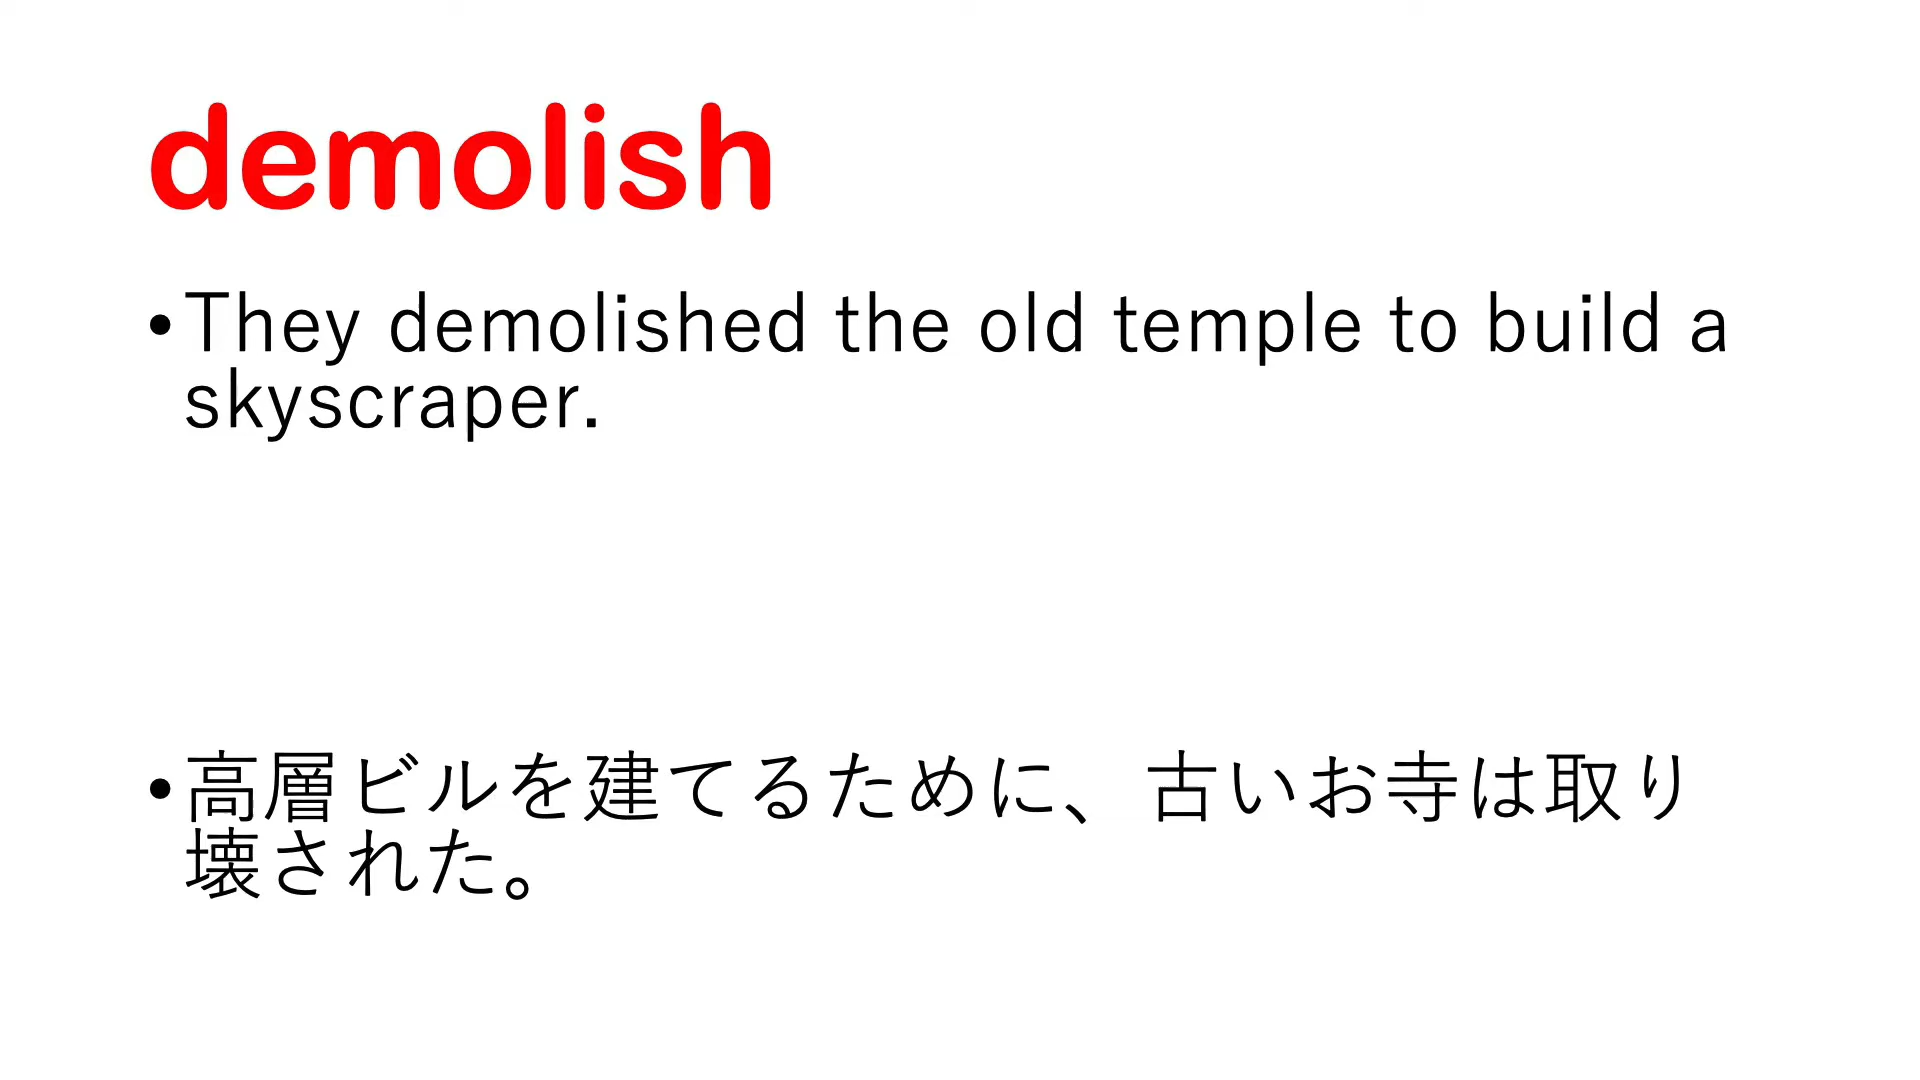 demolish
•They demolished the old temple to build a
skyscraper.
•高層ビルを建てるために、古いお寺は取り
壊された。